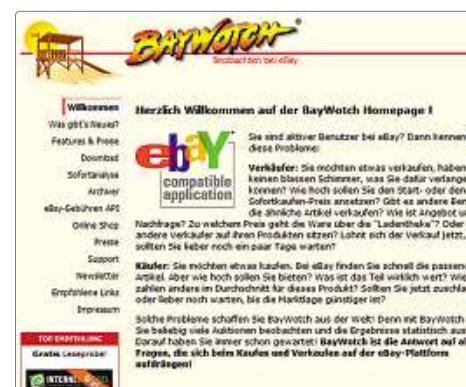 BAYWOTCH
Beobachten bei eBay
Willkommen
Was gibt's Neues?
Features & Preise
Download
Sofortanalyse
Archiver
eBay-Gebühren API
Online Shop
Presse
Support
Newsletter
Empfohlene Links
Impressum
TOP EMPFEHLUNG
Gratis Leseprobe!
INTERN
Herzlich Willkommen auf der BayWotch Homepage !
ebay
compatible
application
Sie sind aktiver Benutzer bei eBay? Dann kennen
diese Probleme:
Verkäufer: Sie möchten etwas verkaufen, haben
keinen blassen Schimmer, was Sie dafür verlange
können? Wie hoch sollen Sie den Start- oder den
Sofortkaufen-Preis ansetzen? Gibt es andere Ben
die ähnliche Artikel verkaufen? Wie ist Angebot u
Nachfrage? Zu welchem Preis geht die Ware über die "Ladentheke"? Oder
andere Verkäufer auf ihren Produkten sitzen? Lohnt sich der Verkauf jetzt,
sollten Sie lieber noch ein paar Tage warten?
Käufer: Sie möchten etwas kaufen. Bei eBay finden Sie schnell die passen
Artikel. Aber wie hoch sollen Sie bieten? Was ist das Teil wirklich wert? Wie
zahlen andere im Durchschnitt für dieses Produkt? Sollten Sie jetzt zuschla
oder lieber noch warten, bis die Marktlage günstiger ist?
Solche Probleme schaffen Sie BayWotch aus der Welt! Denn mit BayWotch
Sie beliebig viele Auktionen beobachten und die Ergebnisse statistisch aus
Darauf haben Sie immer schon gewartet! BayWotch ist die Antwort auf al
Fragen, die sich beim Kaufen und Verkaufen auf der eBay-Plattform
aufdrängen!